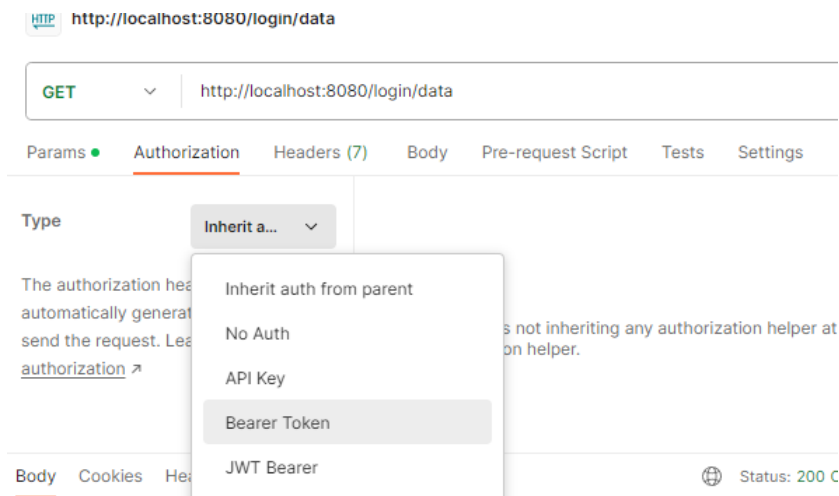 HTTP http://localhost:8080/login/data
GET http://localhost:8080/login/data
Params Authorization Headers (7) Body Pre-request Script Tests Settings
Type Inherit a...
The authorization hea
automatically generat
send the request. Lea
authorization ↗
Inherit auth from parent
No Auth
API Key
Bearer Token
JWT Bearer
s not inheriting any authorization helper at
on helper.
Body Cookies Hea Status: 200 O